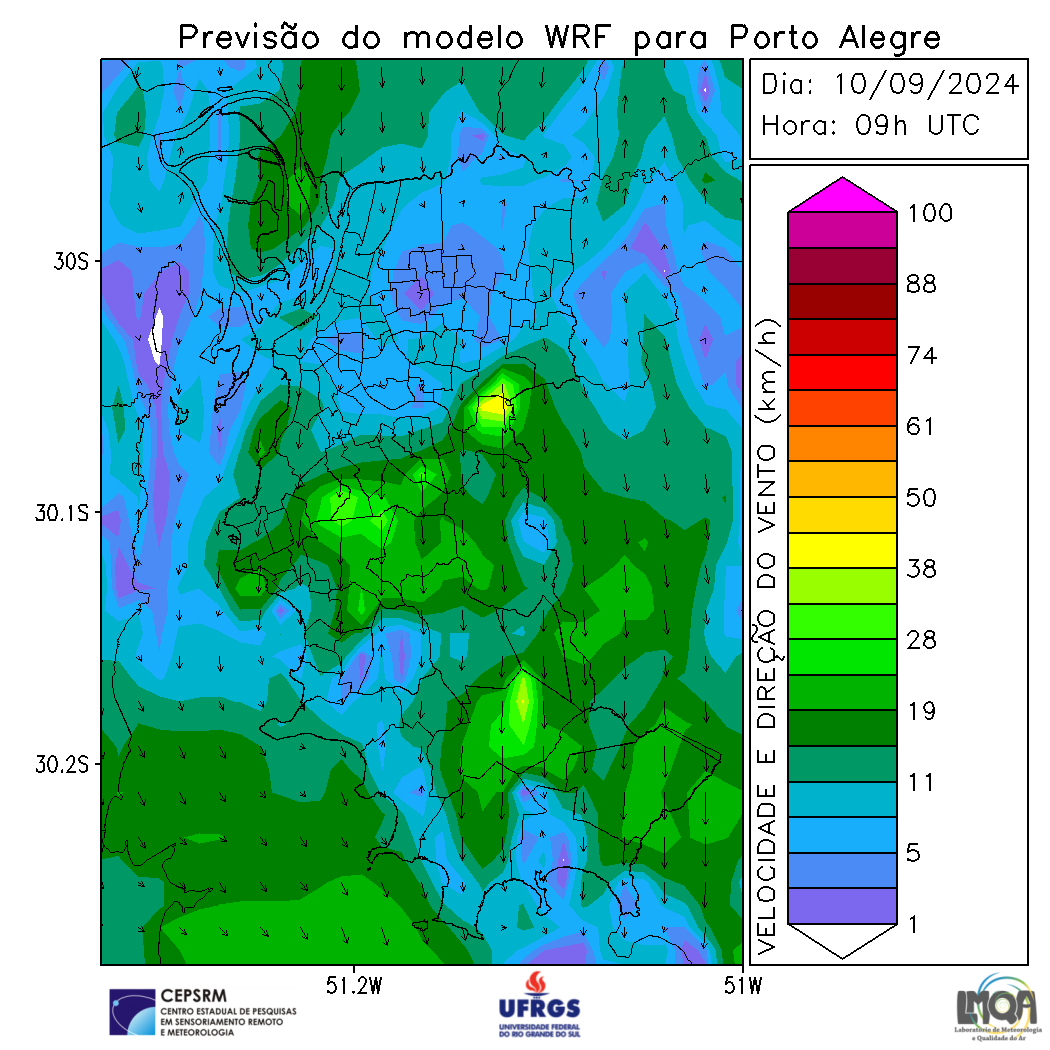 Previsão do modelo WRF para Porto Alegre
Dia: 10/09/2024
Hora: 09h UTC
30S
30.1S
30.2S
51.2W
51W
VELOCIDADE E DIREÇÃO DO VENTO (km/h)
100
88
74
61
50
38
28
19
11
5
1
CEPSRM
CENTRO ESTADUAL DE PESQUISAS
EM SENSORIAMENTO REMOTO
E METEOROLOGIA
UFRGS
UNIVERSIDADE FEDERAL
DO RIO GRANDE DO SUL
LMQA
Laboratório de Meteorologia
e Qualidade do Ar